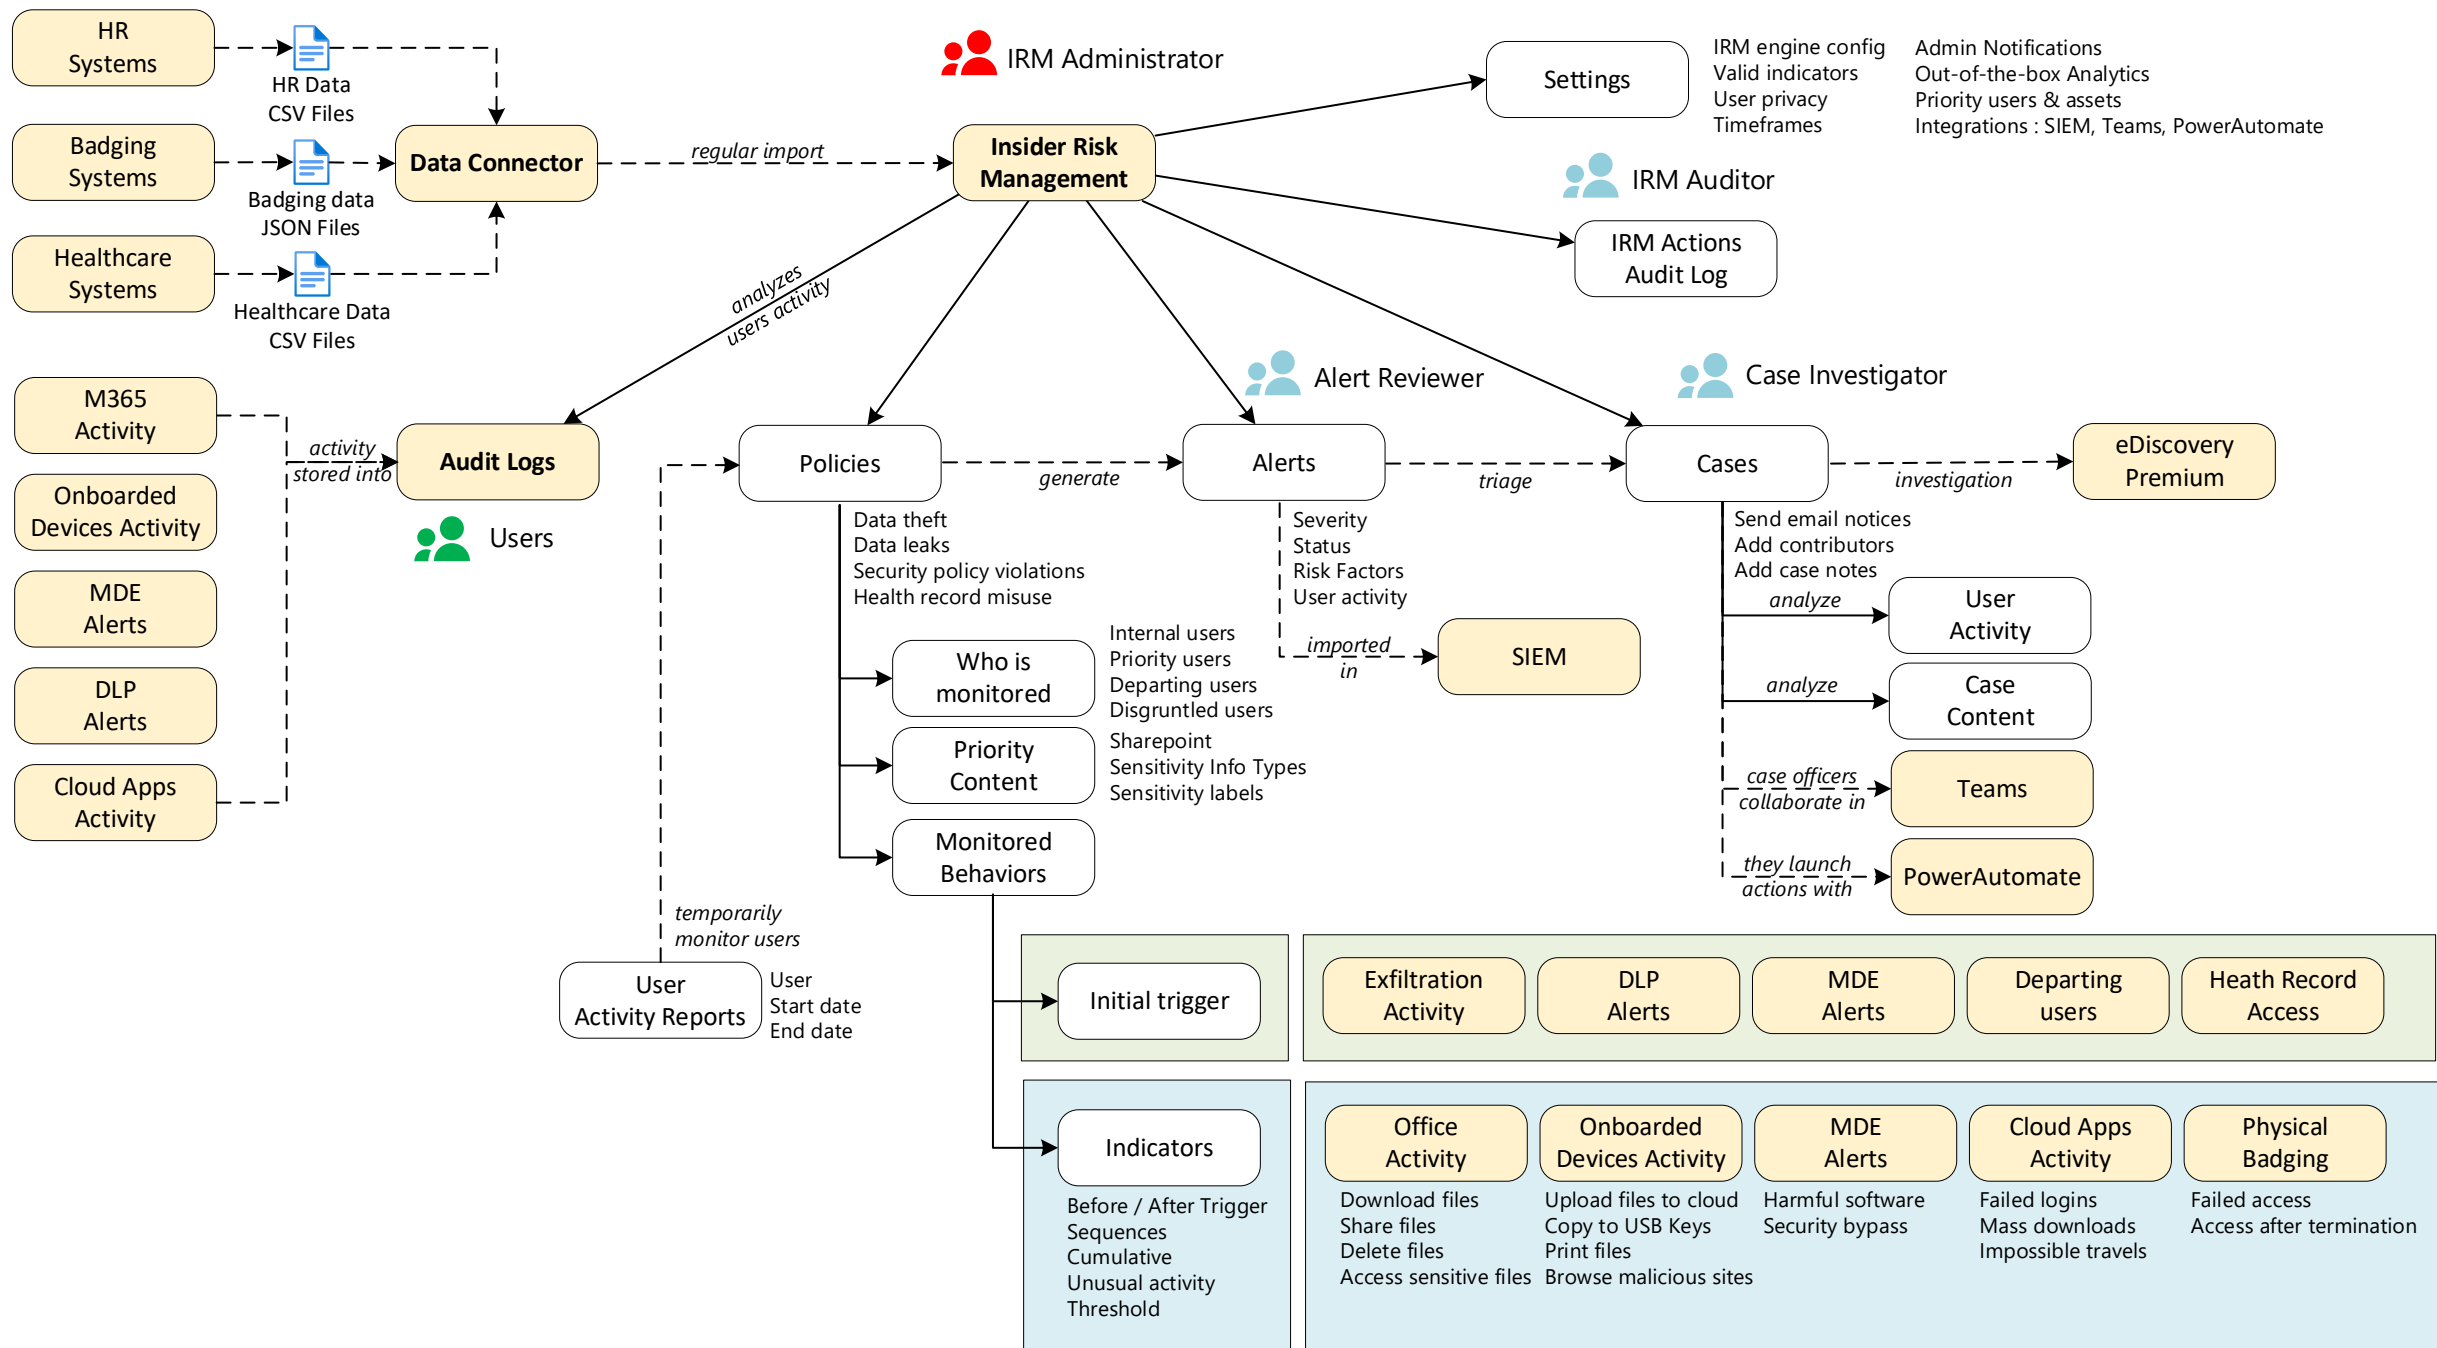 HR
Systems
HR Data
CSV Files
Badging
Systems
Badging data
JSON Files
Healthcare
Systems
Healthcare Data
CSV Files
Data Connector
regular import
IRM Administrator
Insider Risk
Management
Settings
IRM engine config
Valid indicators
User privacy
Timeframes
Admin Notifications
Out-of-the-box Analytics
Priority users & assets
Integrations : SIEM, Teams, PowerAutomate
IRM Auditor
IRM Actions
Audit Log
analyzes
users activity
M365
Activity
Onboarded
Devices Activity
MDE
Alerts
DLP
Alerts
Cloud Apps
Activity
activity
stored into
Audit Logs
Users
Policies
generate
Alert Reviewer
Alerts
triage
Case Investigator
Cases
investigation
eDiscovery
Premium
Data theft
Data leaks
Security policy violations
Health record misuse
Who is
monitored
Internal users
Priority users
Departing users
Disgruntled users
Priority
Content
Sharepoint
Sensitivity Info Types
Sensitivity labels
Monitored
Behaviors
Severity
Status
Risk Factors
User activity
imported
in
SIEM
Send email notices
Add contributors
Add case notes
analyze
User
Activity
analyze
Case
Content
case officers
collaborate in
Teams
they launch
actions with
PowerAutomate
temporarily
monitor users
User
Activity Reports
User
Start date
End date
Initial trigger
Exfiltration
Activity
DLP
Alerts
MDE
Alerts
Departing
users
Heath Record
Access
Indicators
Before / After Trigger
Sequences
Cumulative
Unusual activity
Threshold
Office
Activity
Download files
Share files
Delete files
Access sensitive files
Onboarded
Devices Activity
Upload files to cloud
Copy to USB Keys
Print files
Browse malicious sites
MDE
Alerts
Harmful software
Security bypass
Cloud Apps
Activity
Failed logins
Mass downloads
Impossible travels
Physical
Badging
Failed access
Access after termination